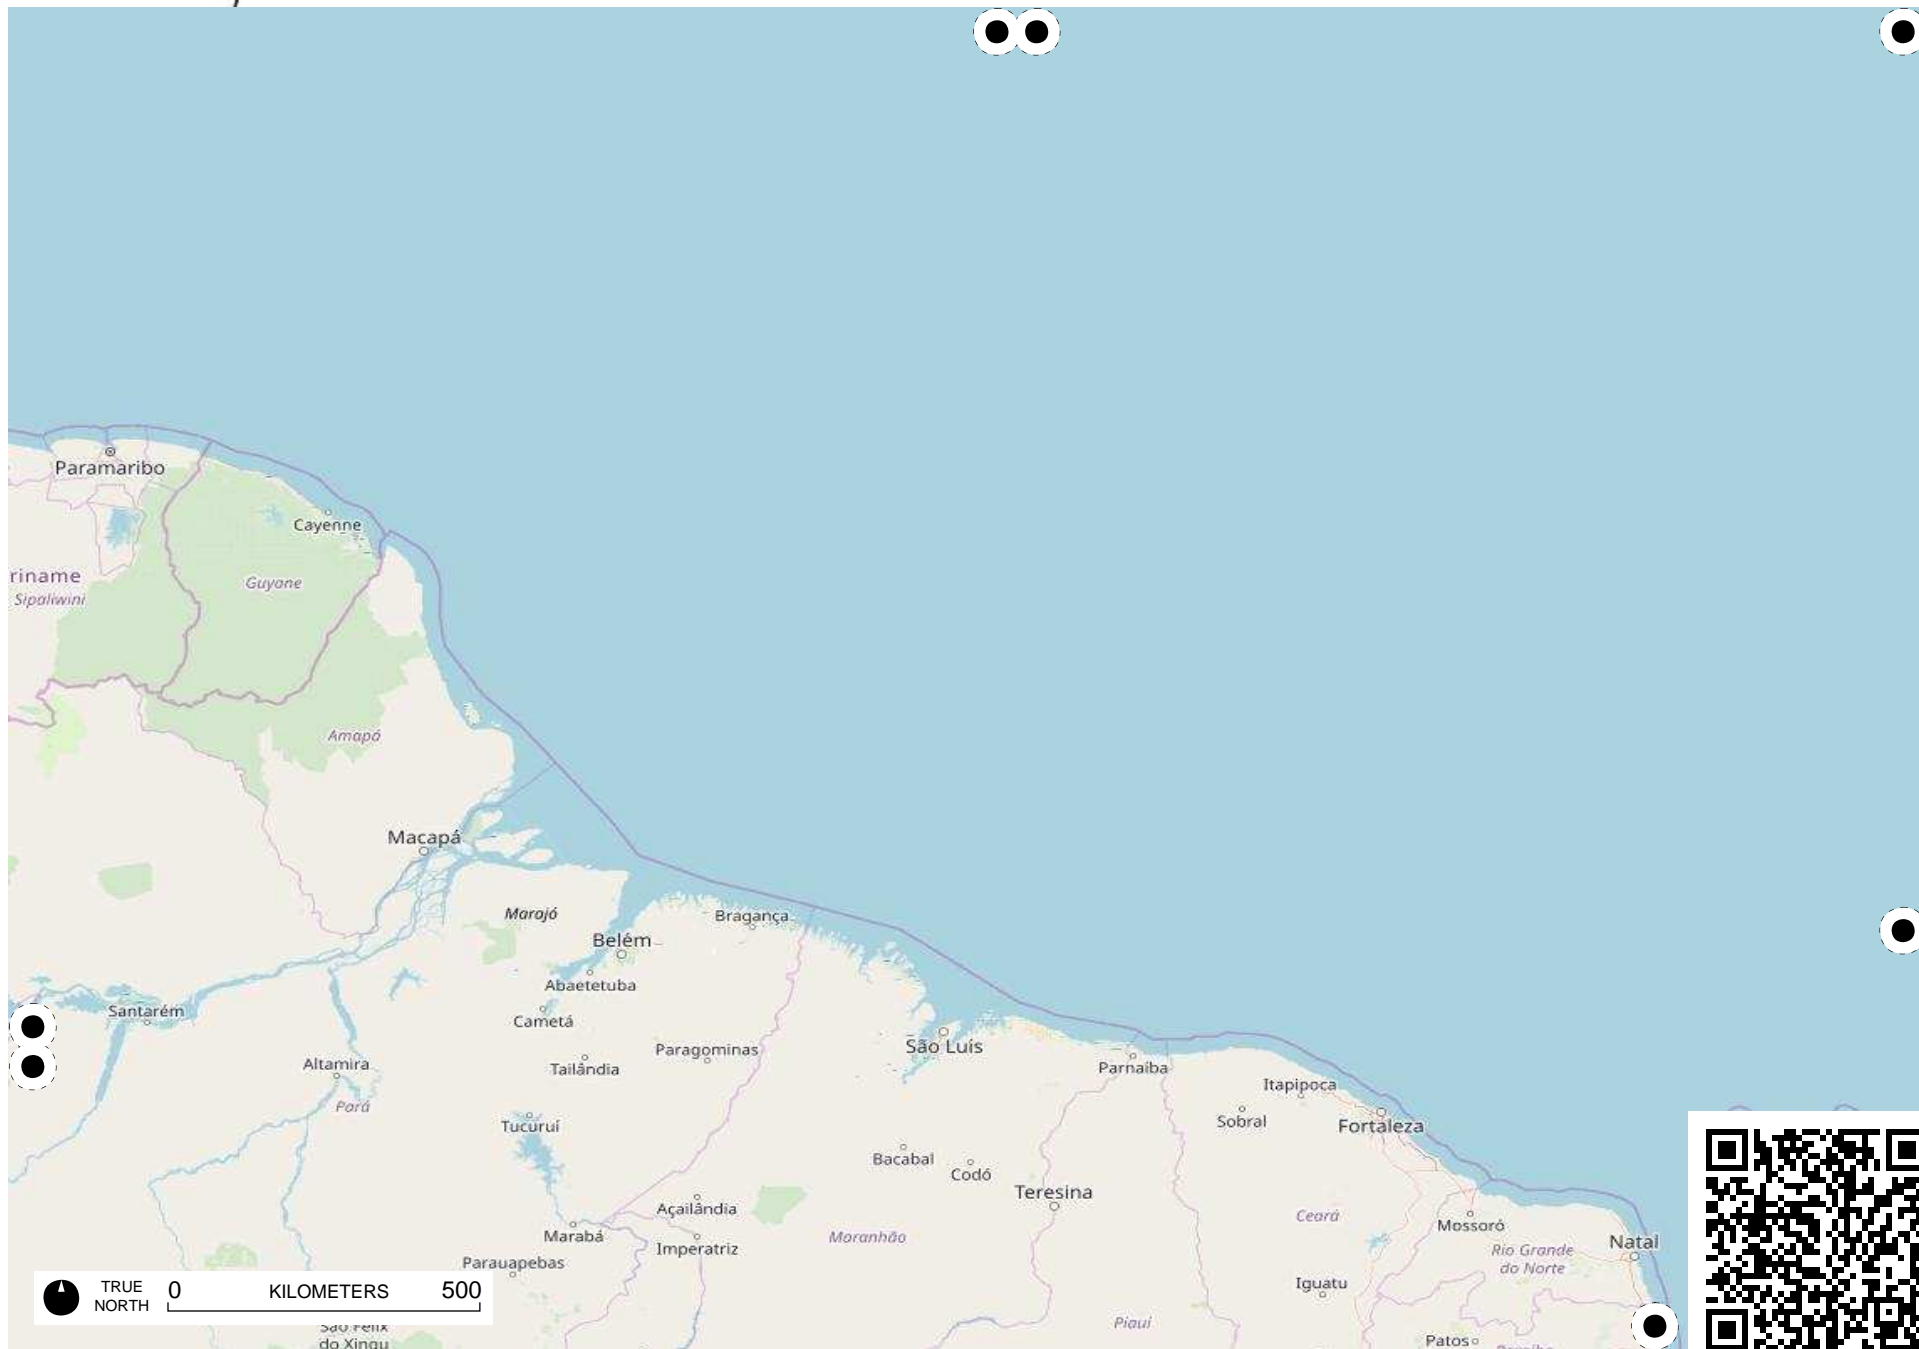 Paramaribo
Cayenne
riname
Sipaliwini
Guyane
Amapá
Macapá
Marajó
Bragança
Belém
Abaetetuba
Santarém
Cametá
São Luís
Paragominas
Altamira
Tailândia
Parnaíba
Itapipoca
Pará
Tucuruí
Sobral
Fortaleza
Bacabal
Codó
Teresina
Açailândia
Ceará
Mossoró
Marabá
Maranhão
Imperatriz
Natal
Rio Grande
do Norte
Parauapebas
Iguatu
TRUE
NORTH
0 KILOMETERS 500
São Félix
do Xingu
Piauí
Patos